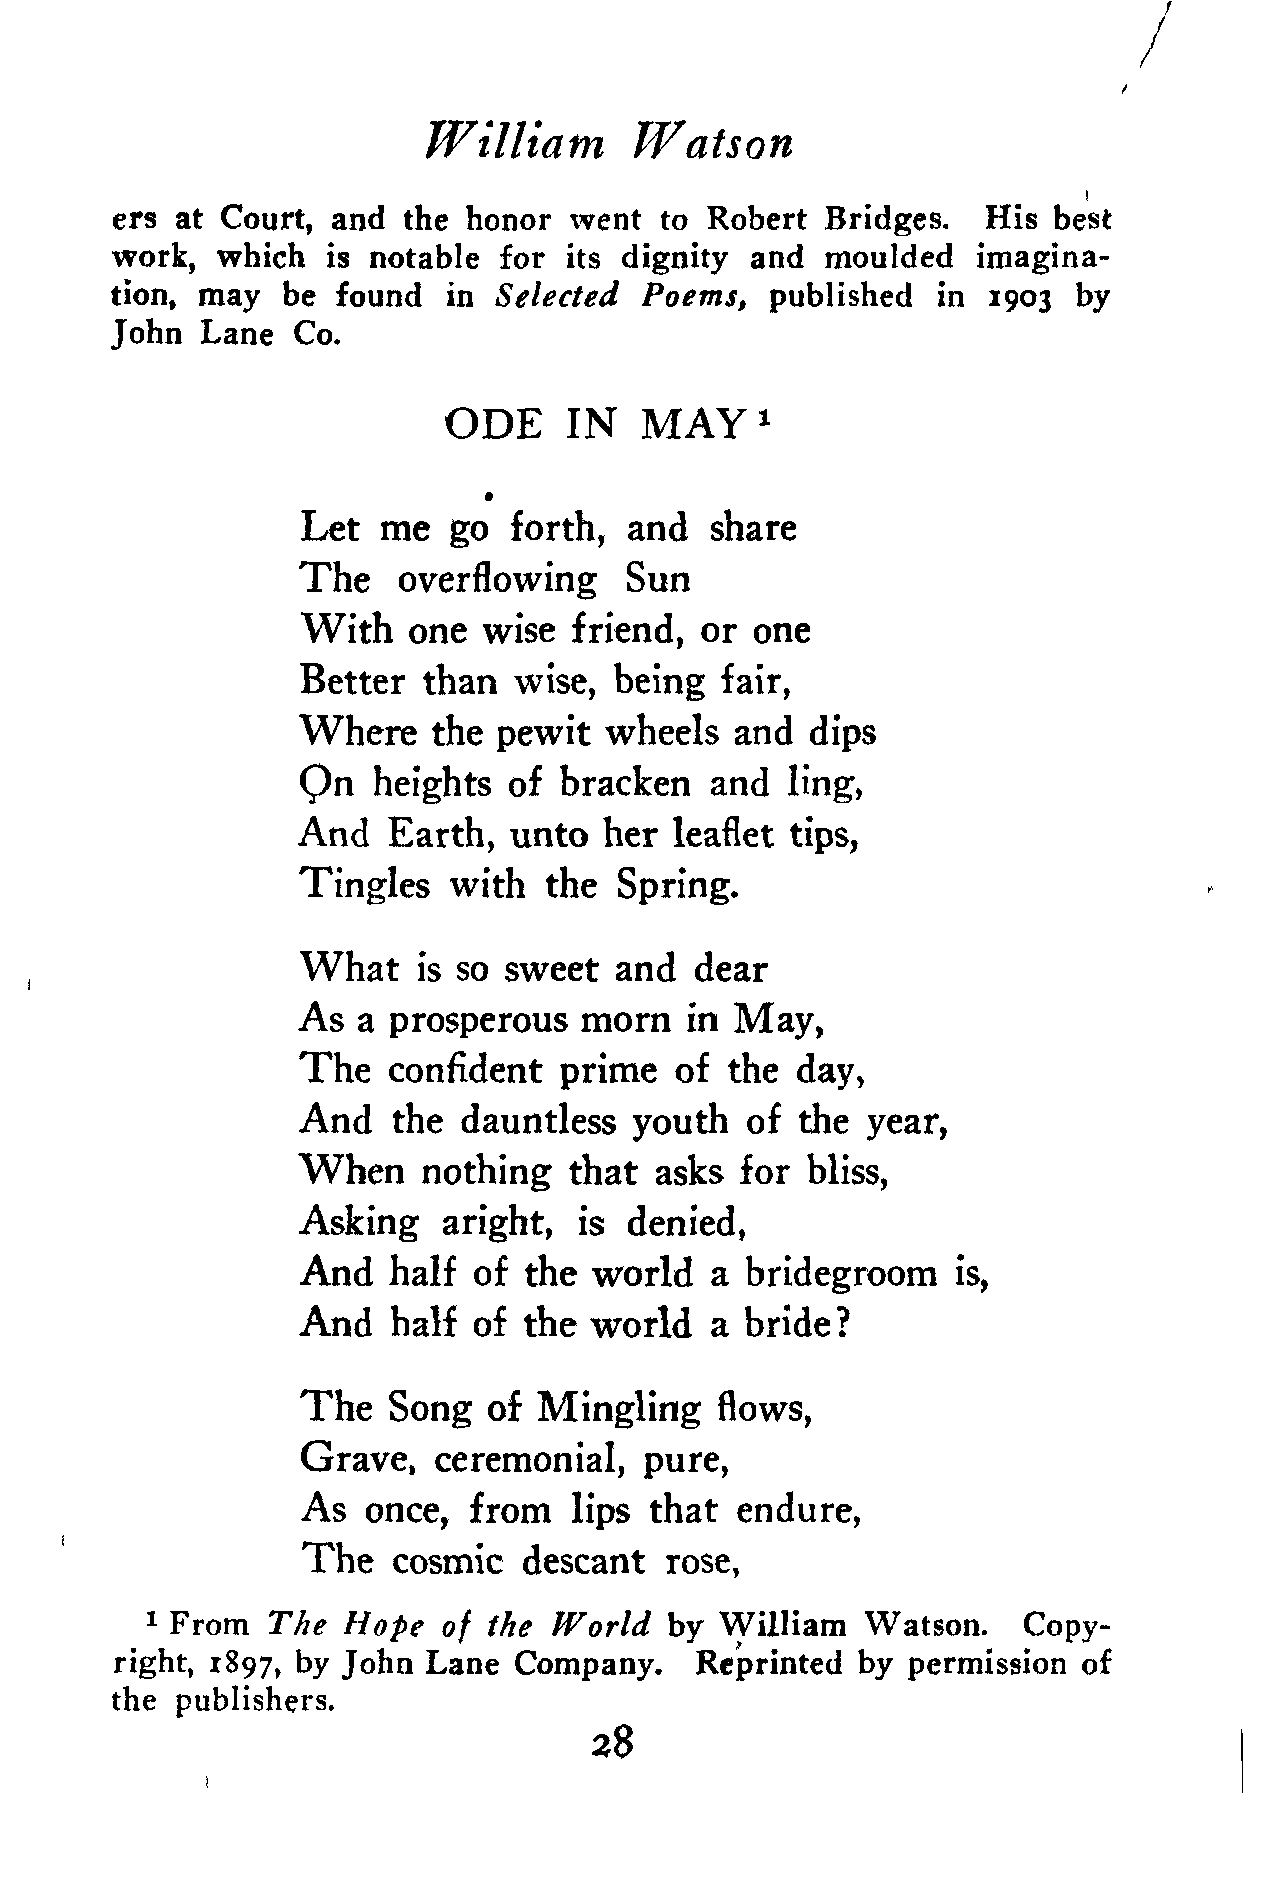 William Watson
ers at Court, and the honor went to Robert Bridges. His best
work, which is notable for its dignity and moulded imagina-
tion, may be found in Selected Poems, published in 1903 by
John Lane Co.
ODE IN MAY ¹
Let me go forth, and share
The overflowing Sun
With one wise friend, or one
Better than wise, being fair,
Where the pewit wheels and dips
On heights of bracken and ling,
And Earth, unto her leaflet tips,
Tingles with the Spring.
What is so sweet and dear
As a prosperous morn in May,
The confident prime of the day,
And the dauntless youth of the year,
When nothing that asks for bliss,
Asking aright, is denied,
And half of the world a bridegroom is,
And half of the world a bride?
The Song of Mingling flows,
Grave, ceremonial, pure,
As once, from lips that endure,
The cosmic descant rose,
¹ From The Hope of the World by William Watson. Copy-
right, 1897, by John Lane Company. Reprinted by permission of
the publishers.
28